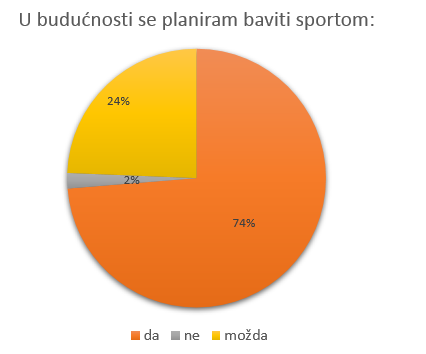 U budućnosti se planiram baviti sportom:
24%
2%
74%
da ne možda